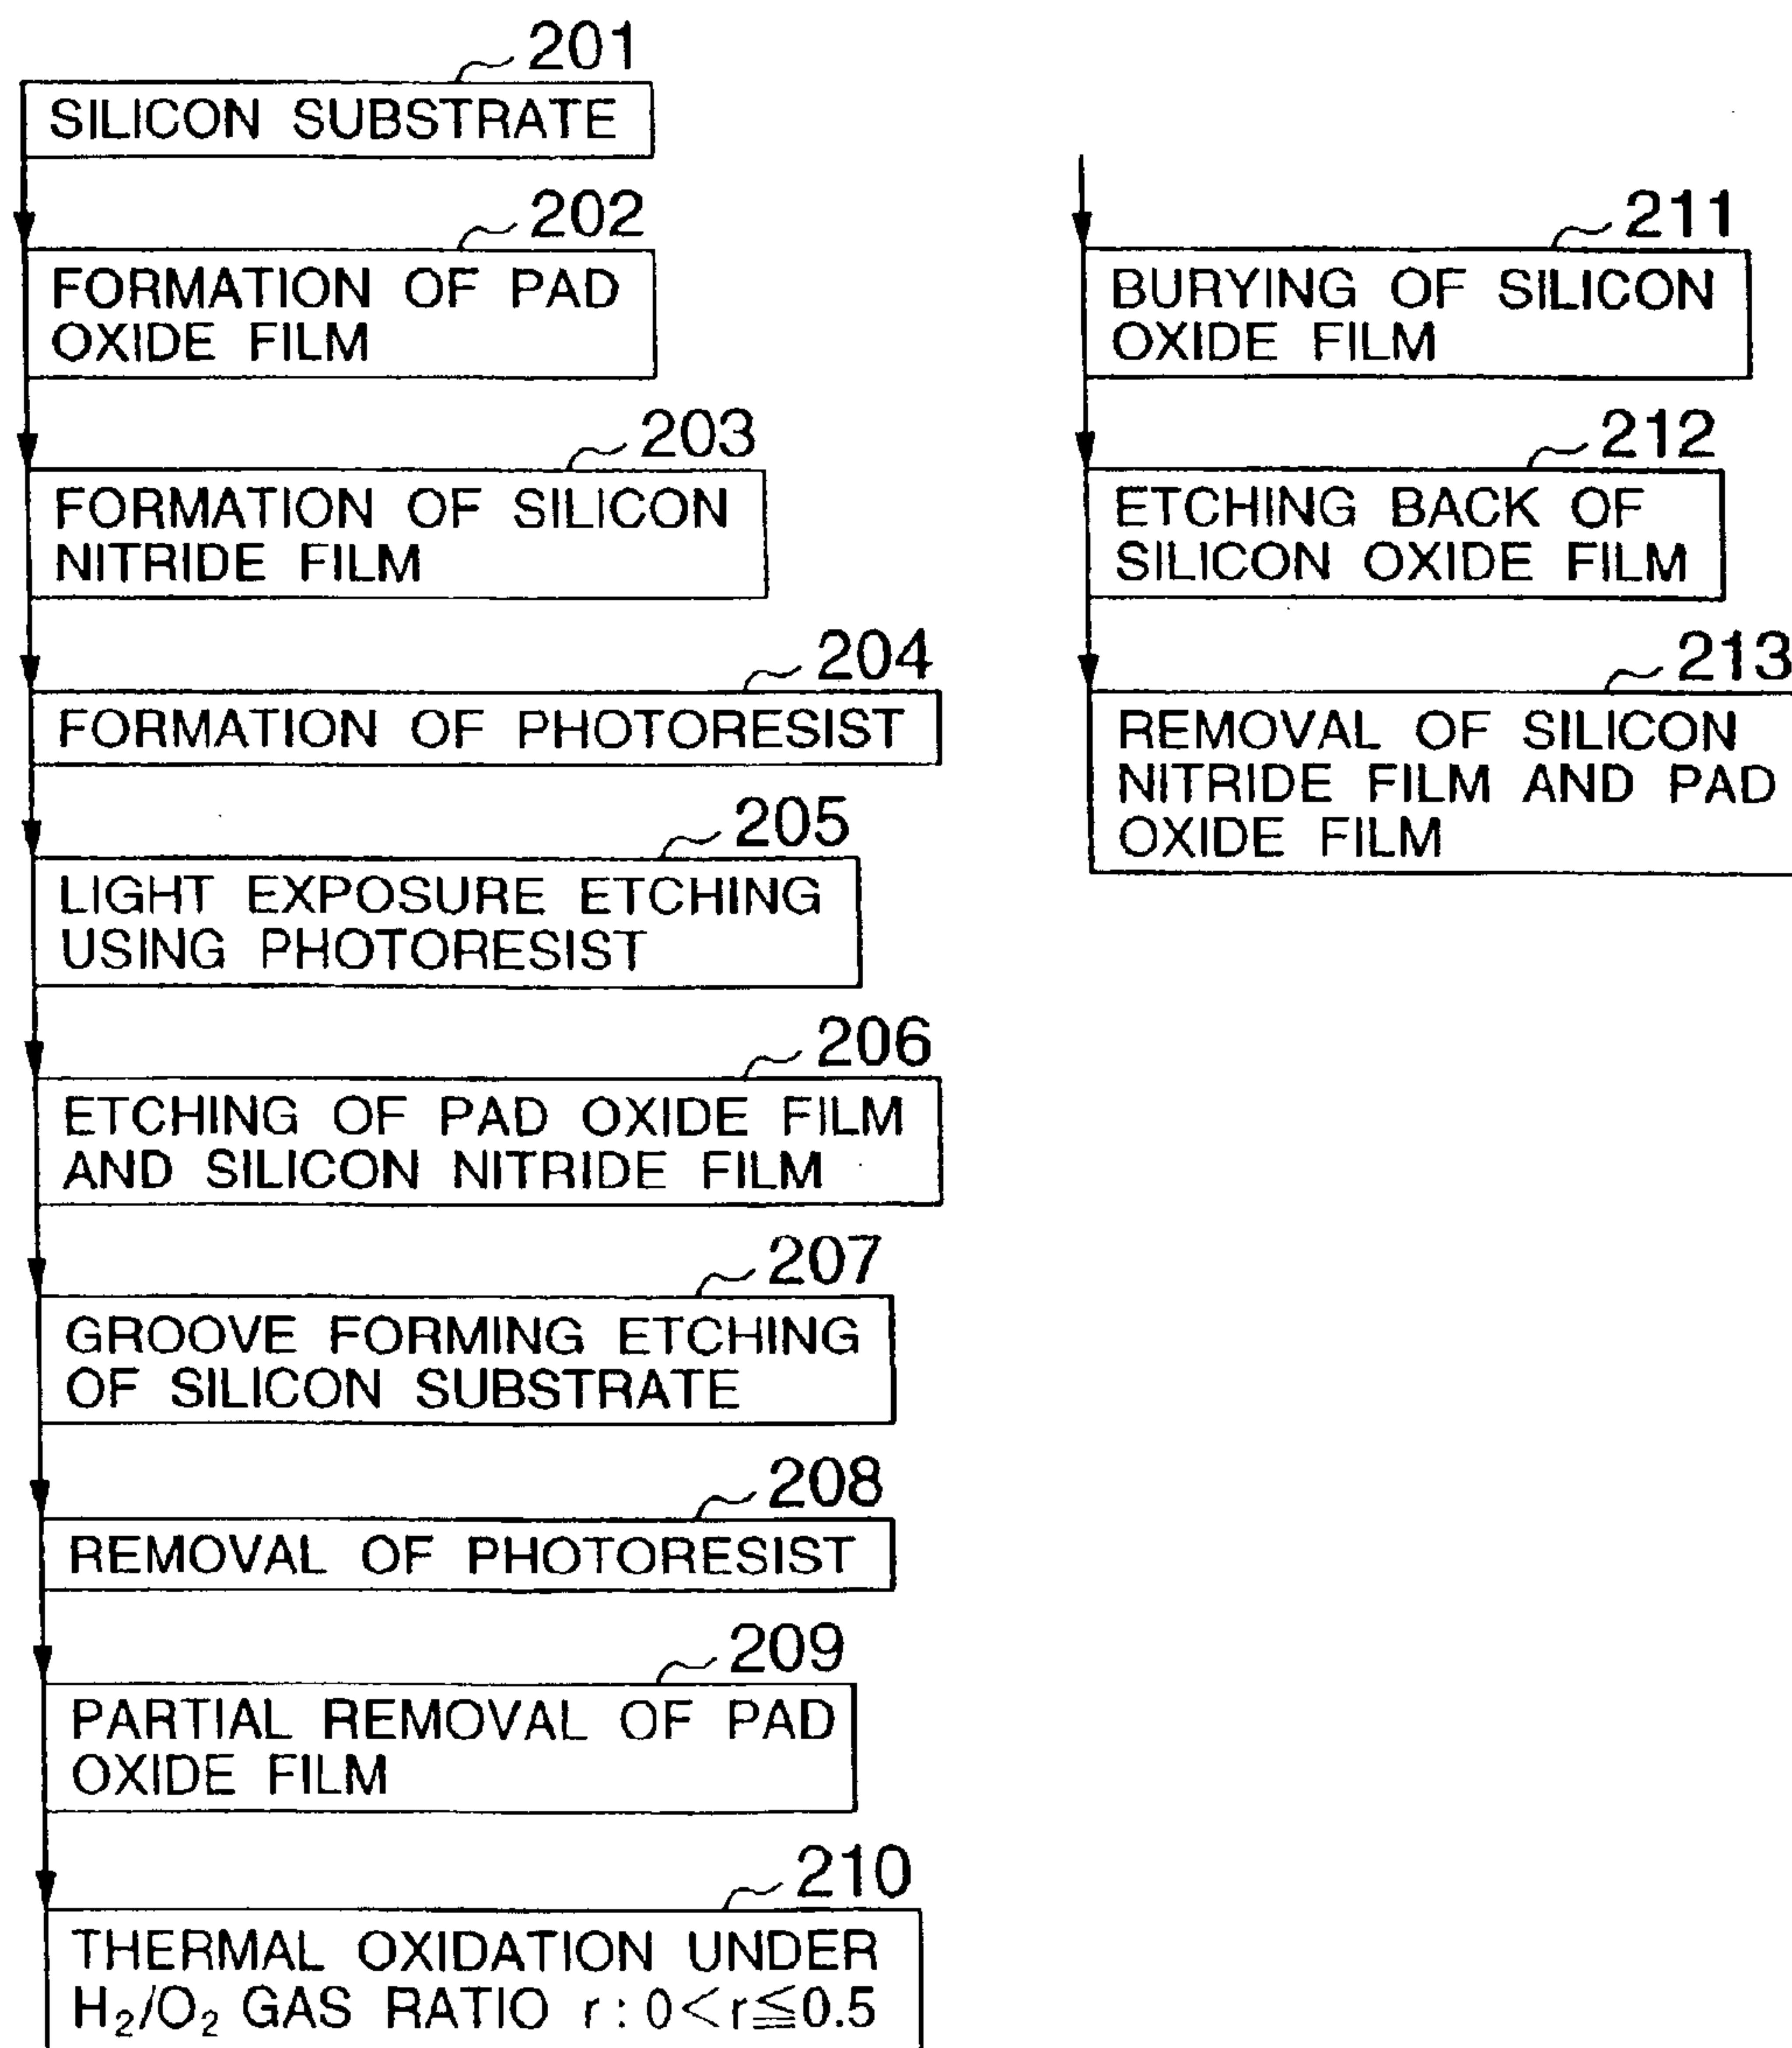 201
SILICON SUBSTRATE
202
FORMATION OF PAD
OXIDE FILM
203
FORMATION OF SILICON
NITRIDE FILM
204
FORMATION OF PHOTORESIST
205
LIGHT EXPOSURE ETCHING
USING PHOTORESIST
206
ETCHING OF PAD OXIDE FILM
AND SILICON NITRIDE FILM
207
GROOVE FORMING ETCHING
OF SILICON SUBSTRATE
208
REMOVAL OF PHOTORESIST
209
PARTIAL REMOVAL OF PAD
OXIDE FILM
210
THERMAL OXIDATION UNDER
H₂/O₂ GAS RATIO r : 0<r≦0.5
211
BURYING OF SILICON
OXIDE FILM
212
ETCHING BACK OF
SILICON OXIDE FILM
213
REMOVAL OF SILICON
NITRIDE FILM AND PAD
OXIDE FILM